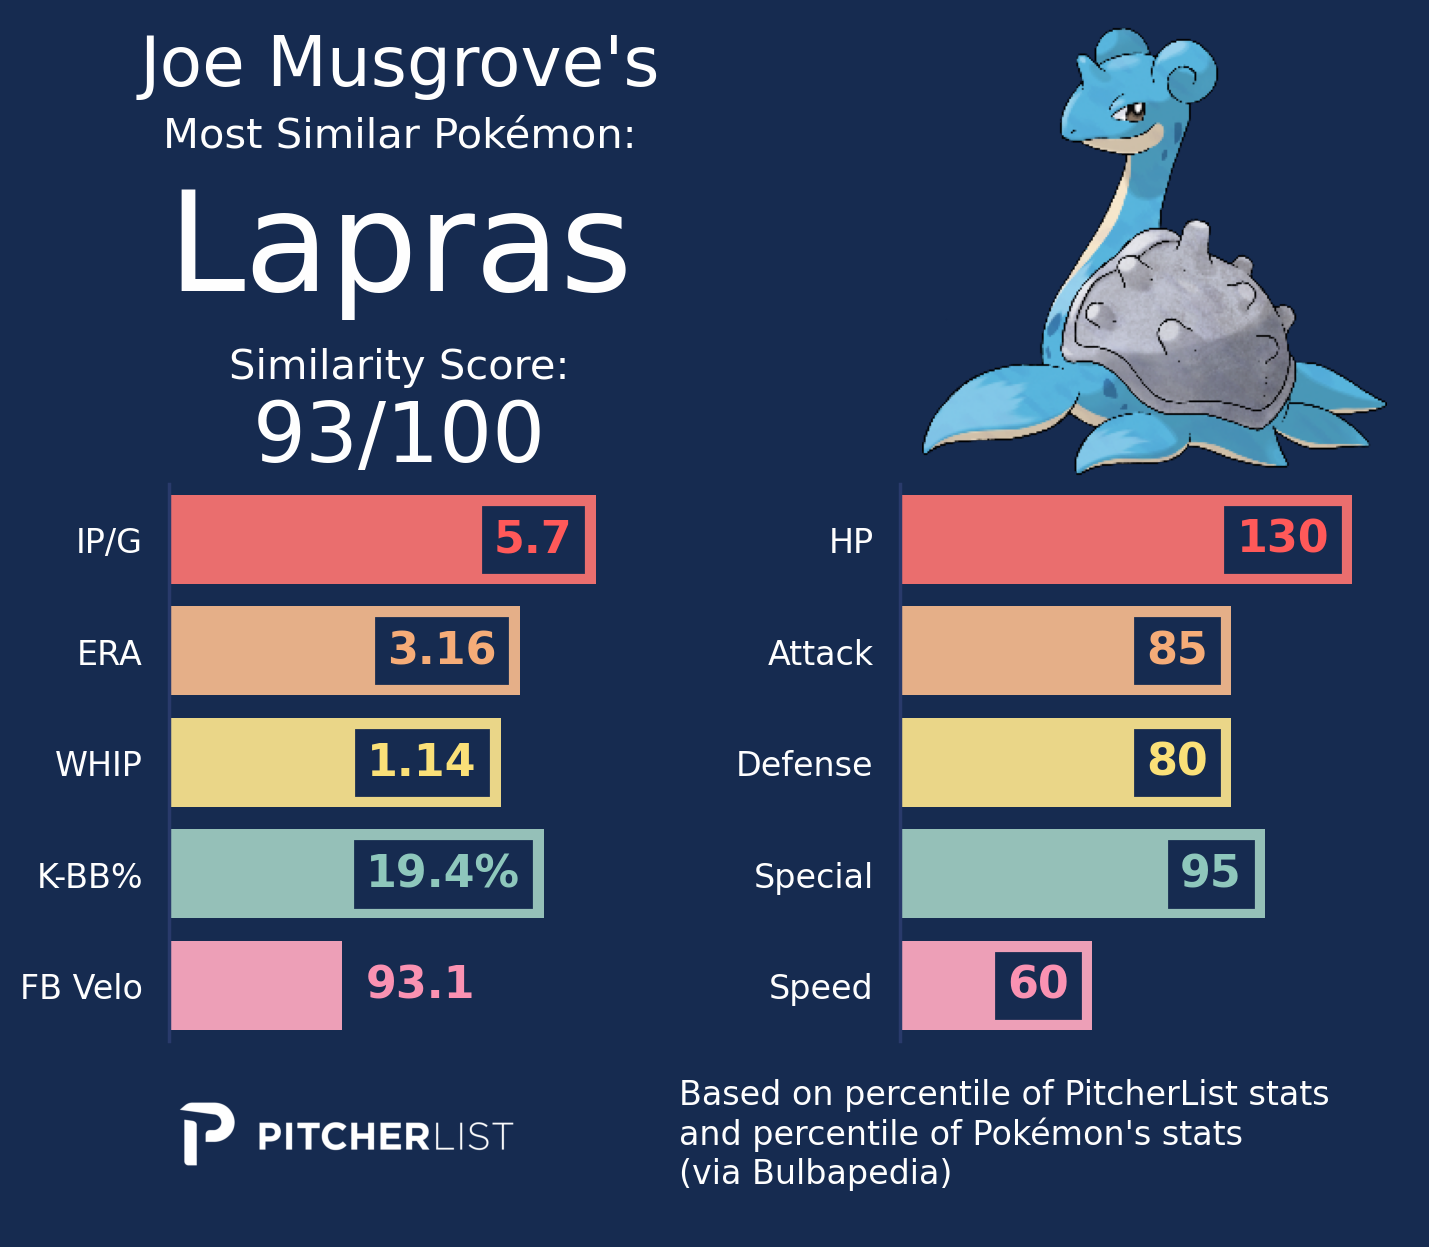 Joe Musgrove's
Most Similar Pokémon:
Lapras
Similarity Score:
93/100
IP/G 5.7
ERA 3.16
WHIP 1.14
K-BB% 19.4%
FB Velo 93.1
HP 130
Attack 85
Defense 80
Special 95
Speed 60
PITCHERLIST
Based on percentile of PitcherList stats
and percentile of Pokémon's stats
(via Bulbapedia)